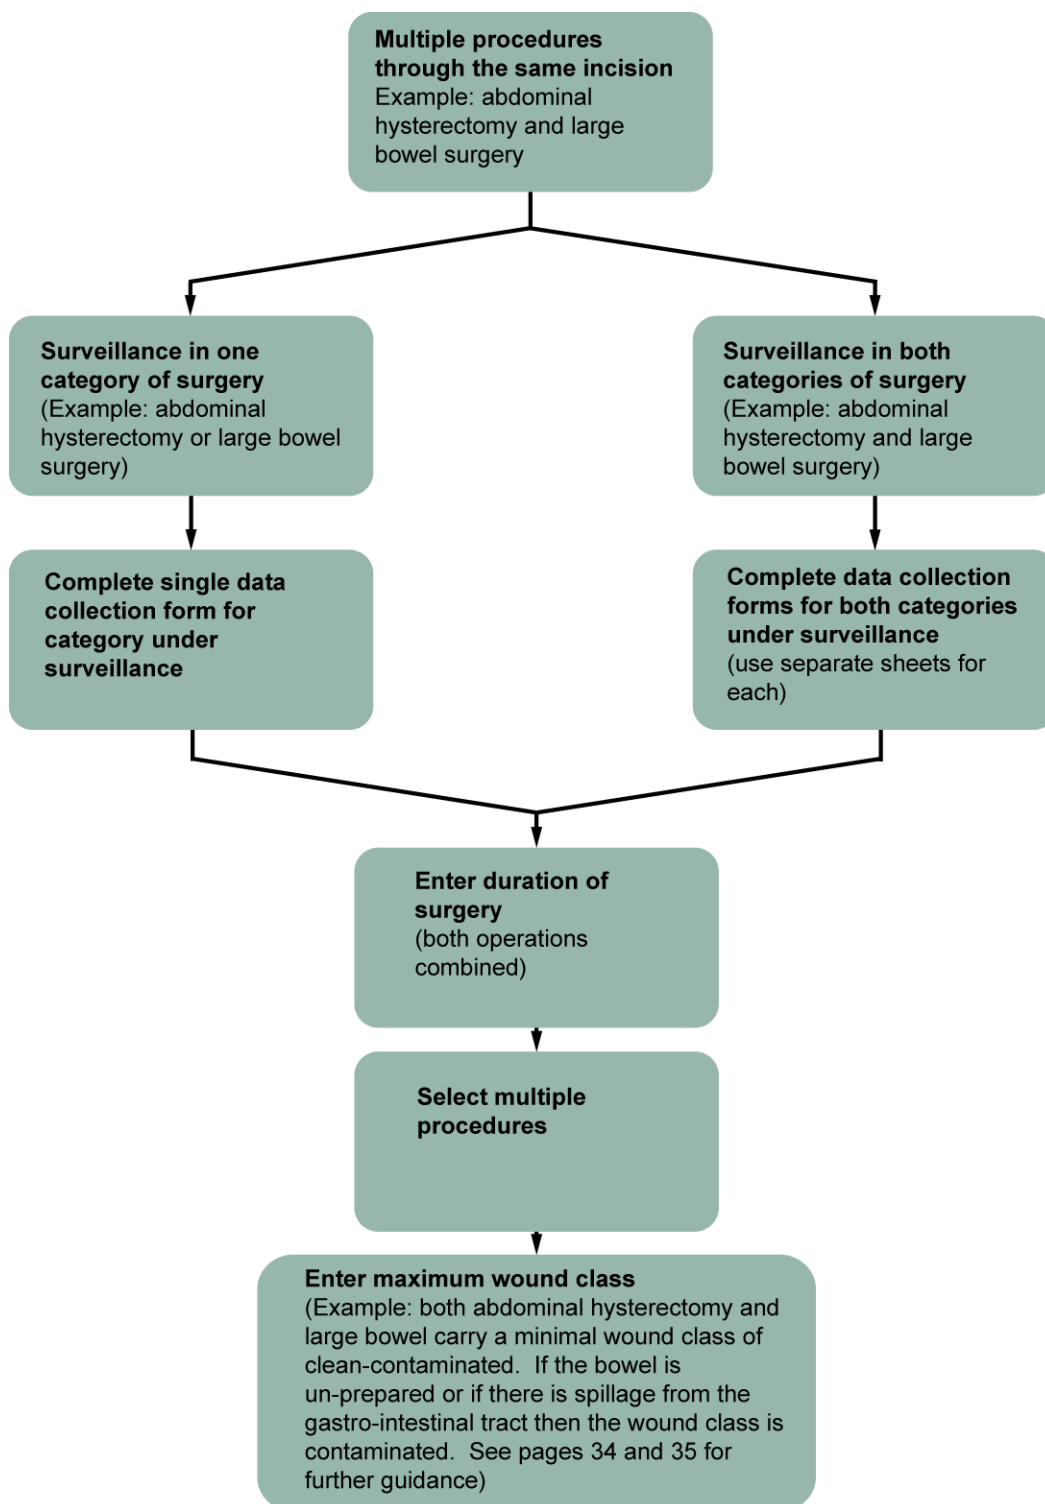 Multiple procedures
through the same incision
Example: abdominal
hysterectomy and large
bowel surgery
Surveillance in one
category of surgery
(Example: abdominal
hysterectomy or large bowel
surgery)
Surveillance in both
categories of surgery
(Example: abdominal
hysterectomy and large
bowel surgery)
Complete single data
collection form for
category under
surveillance
Complete data collection
forms for both categories
under surveillance
(use separate sheets for
each)
Enter duration of
surgery
(both operations
combined)
Select multiple
procedures
Enter maximum wound class
(Example: both abdominal hysterectomy and
large bowel carry a minimal wound class of
clean-contaminated.  If the bowel is
un-prepared or if there is spillage from the
gastro-intestinal tract then the wound class is
contaminated.  See pages 34 and 35 for
further guidance)